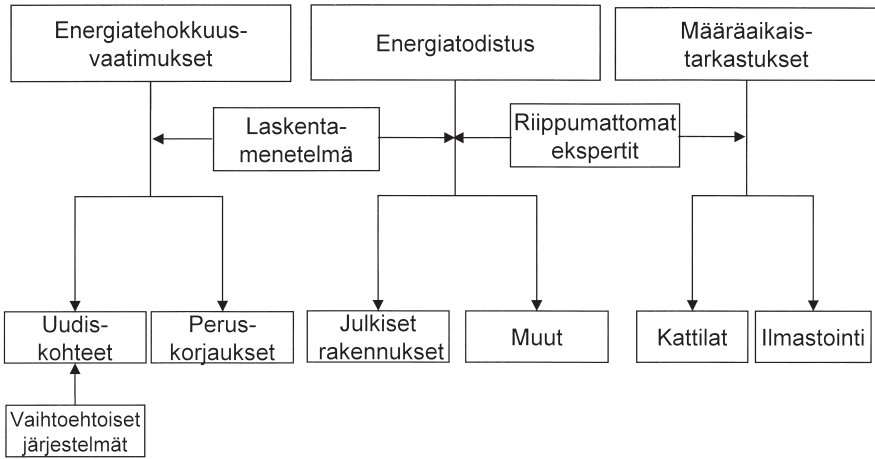 Energiatehokkuus-
vaatimukset
Energiatodistus
Määräaikais-
tarkastukset
Laskenta-
menetelmä
Riippumattomat
ekspertit
Uudis-
kohteet
Perus-
korjaukset
Julkiset
rakennukset
Muut
Kattilat
Ilmastointi
Vaihtoehtoiset
järjestelmät